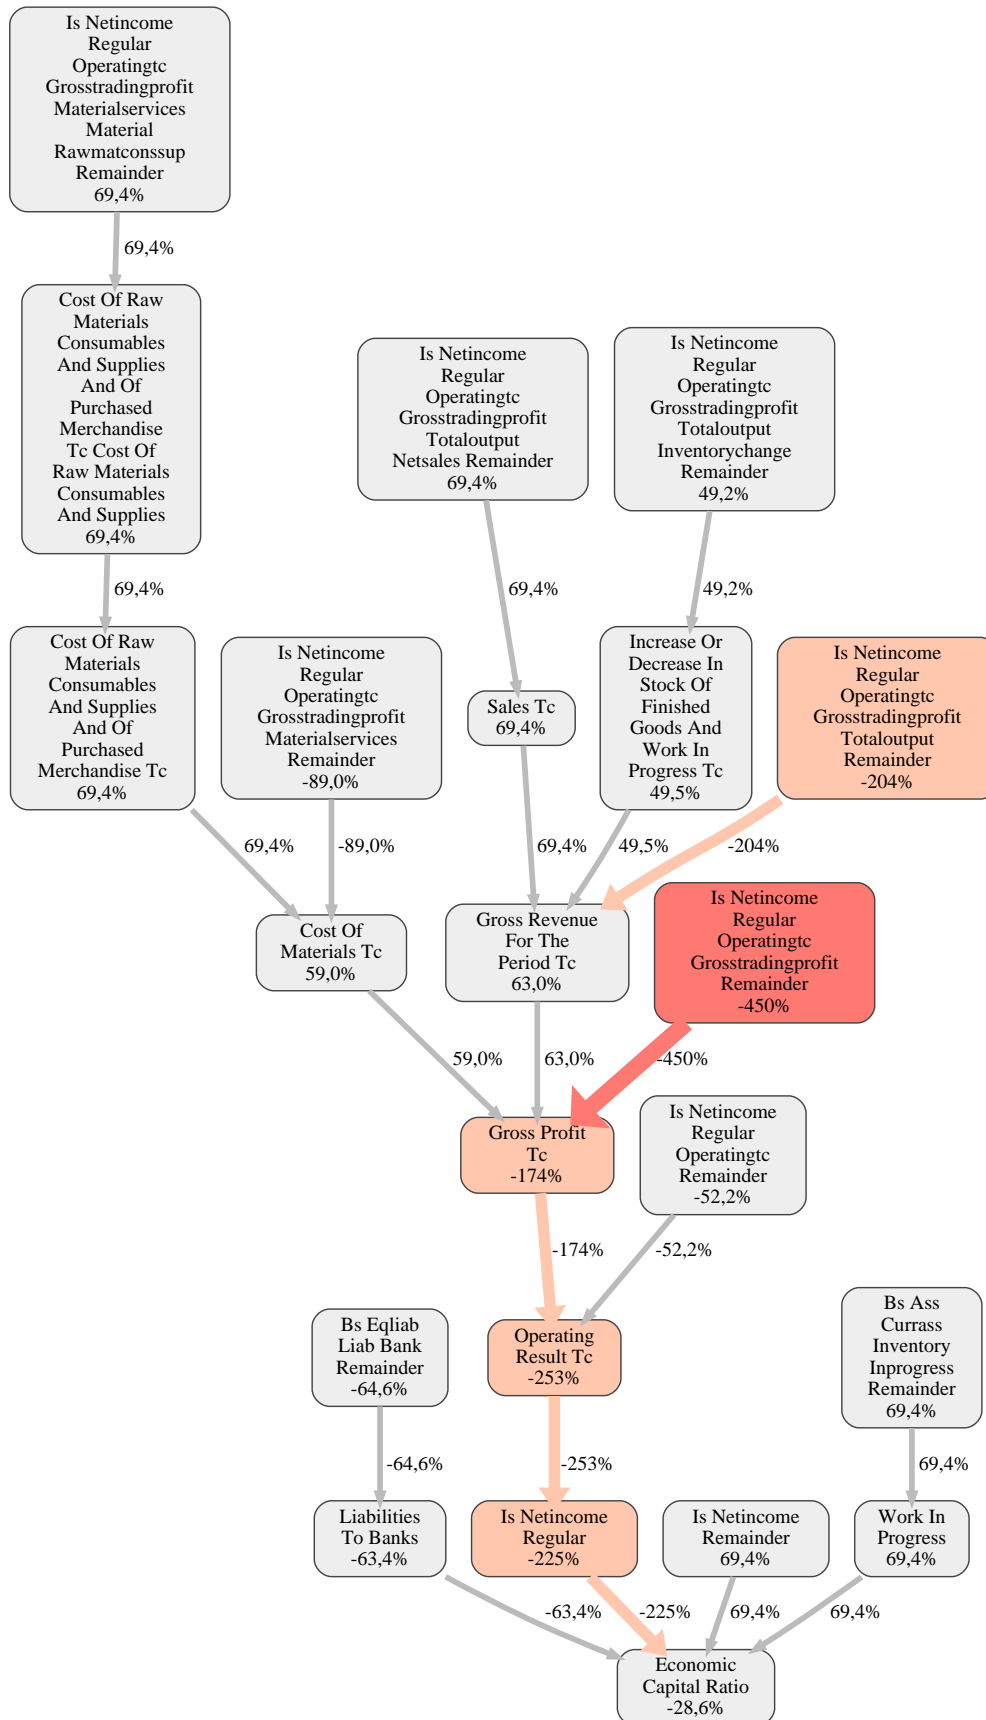 Is Netincome
Regular
Operatingtc
Grosstradingprofit
Materialservices
Material
Rawmatconssup
Remainder
69,4%
69,4%
Cost Of Raw
Materials
Consumables
And Supplies
And Of
Purchased
Merchandise
Tc Cost Of
Raw Materials
Consumables
And Supplies
69,4%
Is Netincome
Regular
Operatingtc
Grosstradingprofit
Totaloutput
Netsales Remainder
69,4%
Is Netincome
Regular
Operatingtc
Grosstradingprofit
Totaloutput
Inventorychange
Remainder
49,2%
69,4%
69,4%
49,2%
Cost Of Raw
Materials
Consumables
And Supplies
And Of
Purchased
Merchandise Tc
69,4%
Is Netincome
Regular
Operatingtc
Grosstradingprofit
Materialservices
Remainder
-89,0%
Sales Tc
69,4%
Increase Or
Decrease In
Stock Of
Finished
Goods And
Work In
Progress Tc
49,5%
Is Netincome
Regular
Operatingtc
Grosstradingprofit
Totaloutput
Remainder
-204%
69,4%
-89,0%
69,4%
49,5%
-204%
Cost Of
Materials Tc
59,0%
Gross Revenue
For The
Period Tc
63,0%
Is Netincome
Regular
Operatingtc
Grosstradingprofit
Remainder
-450%
59,0%
63,0%
-450%
Gross Profit
Tc
-174%
Is Netincome
Regular
Operatingtc
Remainder
-52,2%
-174%
-52,2%
Bs Eqliab
Liab Bank
Remainder
-64,6%
Operating
Result Tc
-253%
Bs Ass
Currass
Inventory
Inprogress
Remainder
69,4%
-64,6%
-253%
69,4%
Liabilities
To Banks
-63,4%
Is Netincome
Regular
-225%
Is Netincome
Remainder
69,4%
Work In
Progress
69,4%
-63,4%
-225%
69,4%
69,4%
Economic
Capital Ratio
-28,6%